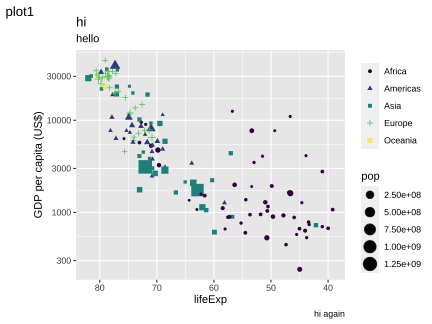 plot1
hi
hello
GDP per capita (US$)
30000
10000
3000
1000
300
80
70
60
50
40
lifeExp
hi again
Africa
Americas
Asia
Europe
Oceania
pop
2.50e+08
5.00e+08
7.50e+08
1.00e+09
1.25e+09